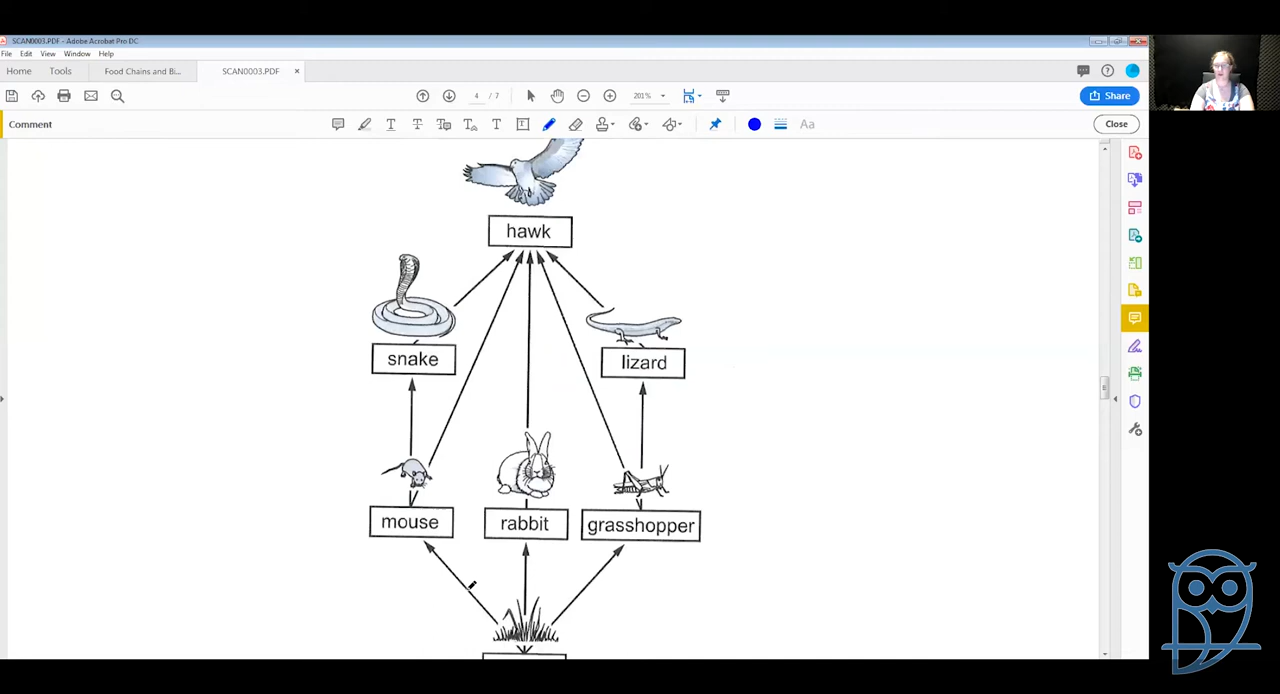 SCAN0003.PDF - Adobe Acrobat Pro DC
File Edit View Window Help
Home Tools Food Chains and Bi... SCAN0003.PDF ×
4 / 7 201% Share
Comment Aa Close
hawk
snake
lizard
mouse rabbit grasshopper